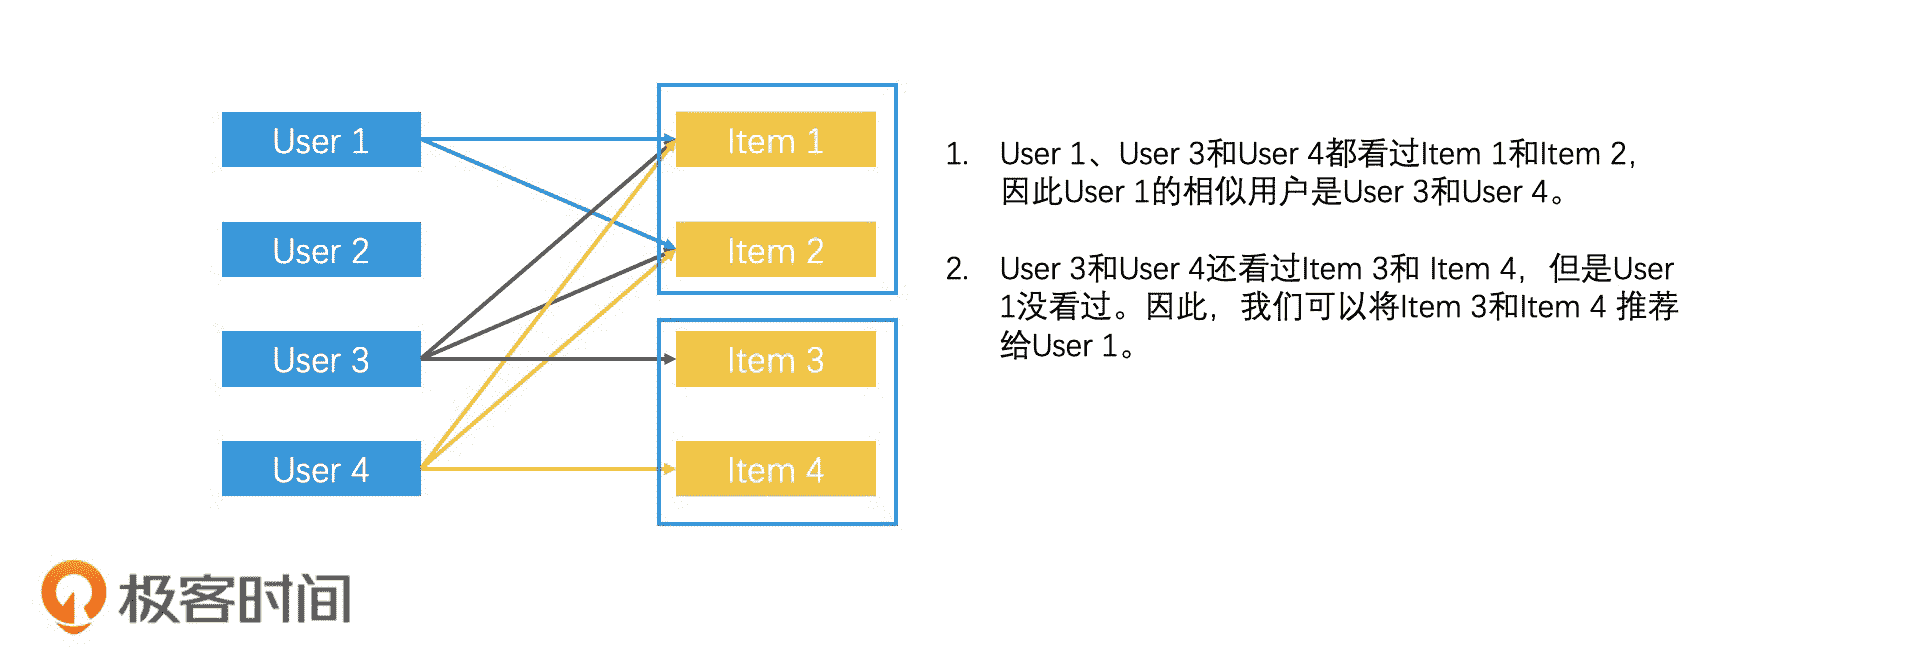 User 1
User 2
User 3
User 4
Item 1
Item 2
Item 3
Item 4
1. User 1、User 3和User 4都看过Item 1和Item 2,
因此User 1的相似用户是User 3和User 4。
2. User 3和User 4还看过Item 3和 Item 4, 但是User
1没看过。因此, 我们可以将Item 3和Item 4 推荐
给User 1。
极客时间